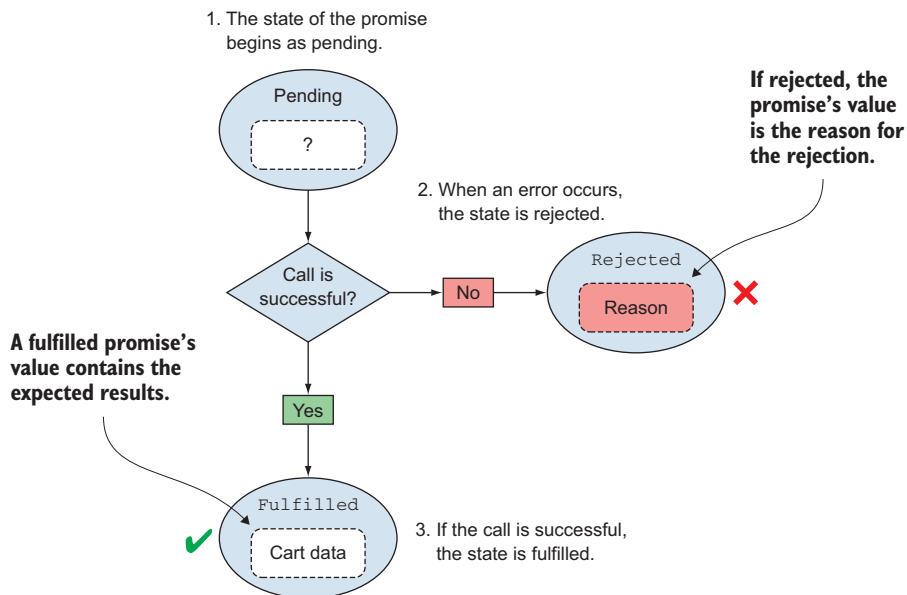 1. The state of the promise
begins as pending.
Pending
?
If rejected, the
promise's value
is the reason for
the rejection.
2. When an error occurs,
the state is rejected.
Call is
successful?
No
Rejected
Reason
A fulfilled promise's
value contains the
expected results.
Yes
Fulfilled
Cart data
3. If the call is successful,
the state is fulfilled.